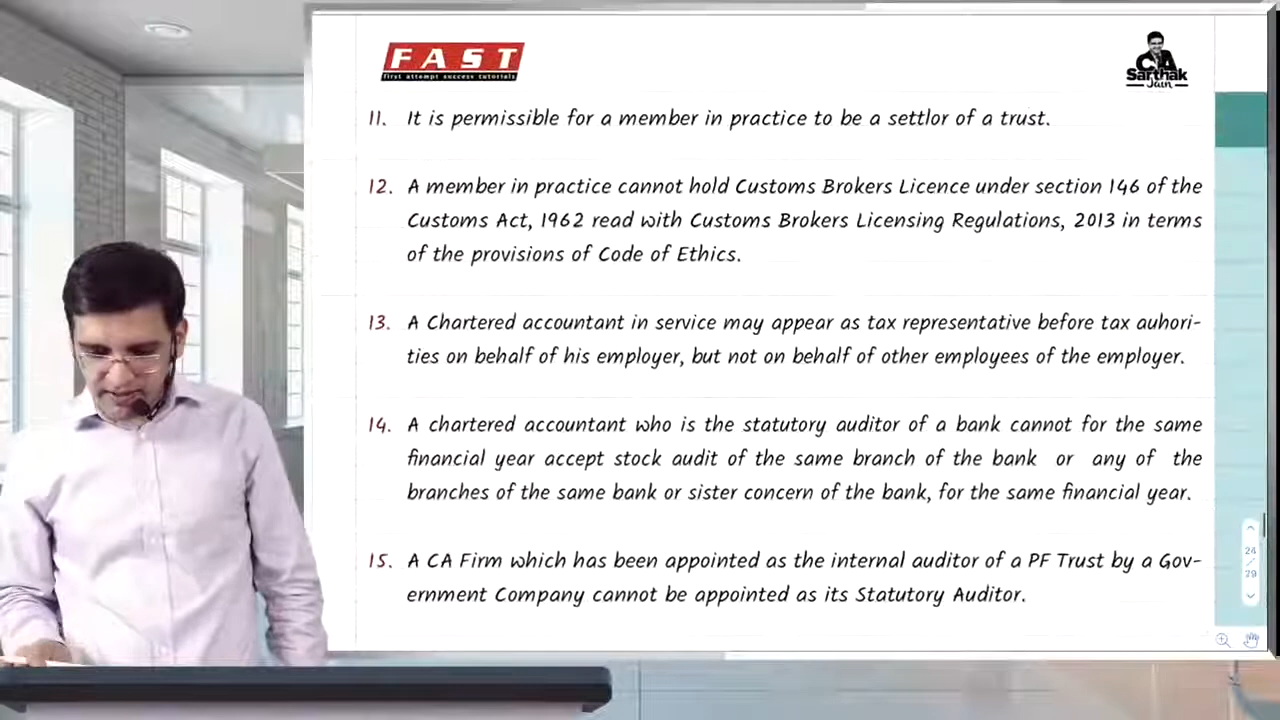 FAST
first attempt success tutorials
CA
Sarthak
Jain
11. It is permissible for a member in practice to be a settlor of a trust.
12. A member in practice cannot hold Customs Brokers Licence under section 146 of the
Customs Act, 1962 read with Customs Brokers Licensing Regulations, 2013 in terms
of the provisions of Code of Ethics.
13. A Chartered accountant in service may appear as tax representative before tax auhori-
ties on behalf of his employer, but not on behalf of other employees of the employer.
14. A chartered accountant who is the statutory auditor of a bank cannot for the same
financial year accept stock audit of the same branch of the bank or any of the
branches of the same bank or sister concern of the bank, for the same financial year.
15. A CA Firm which has been appointed as the internal auditor of a PF Trust by a Gov-
ernment Company cannot be appointed as its Statutory Auditor.
24
/
29